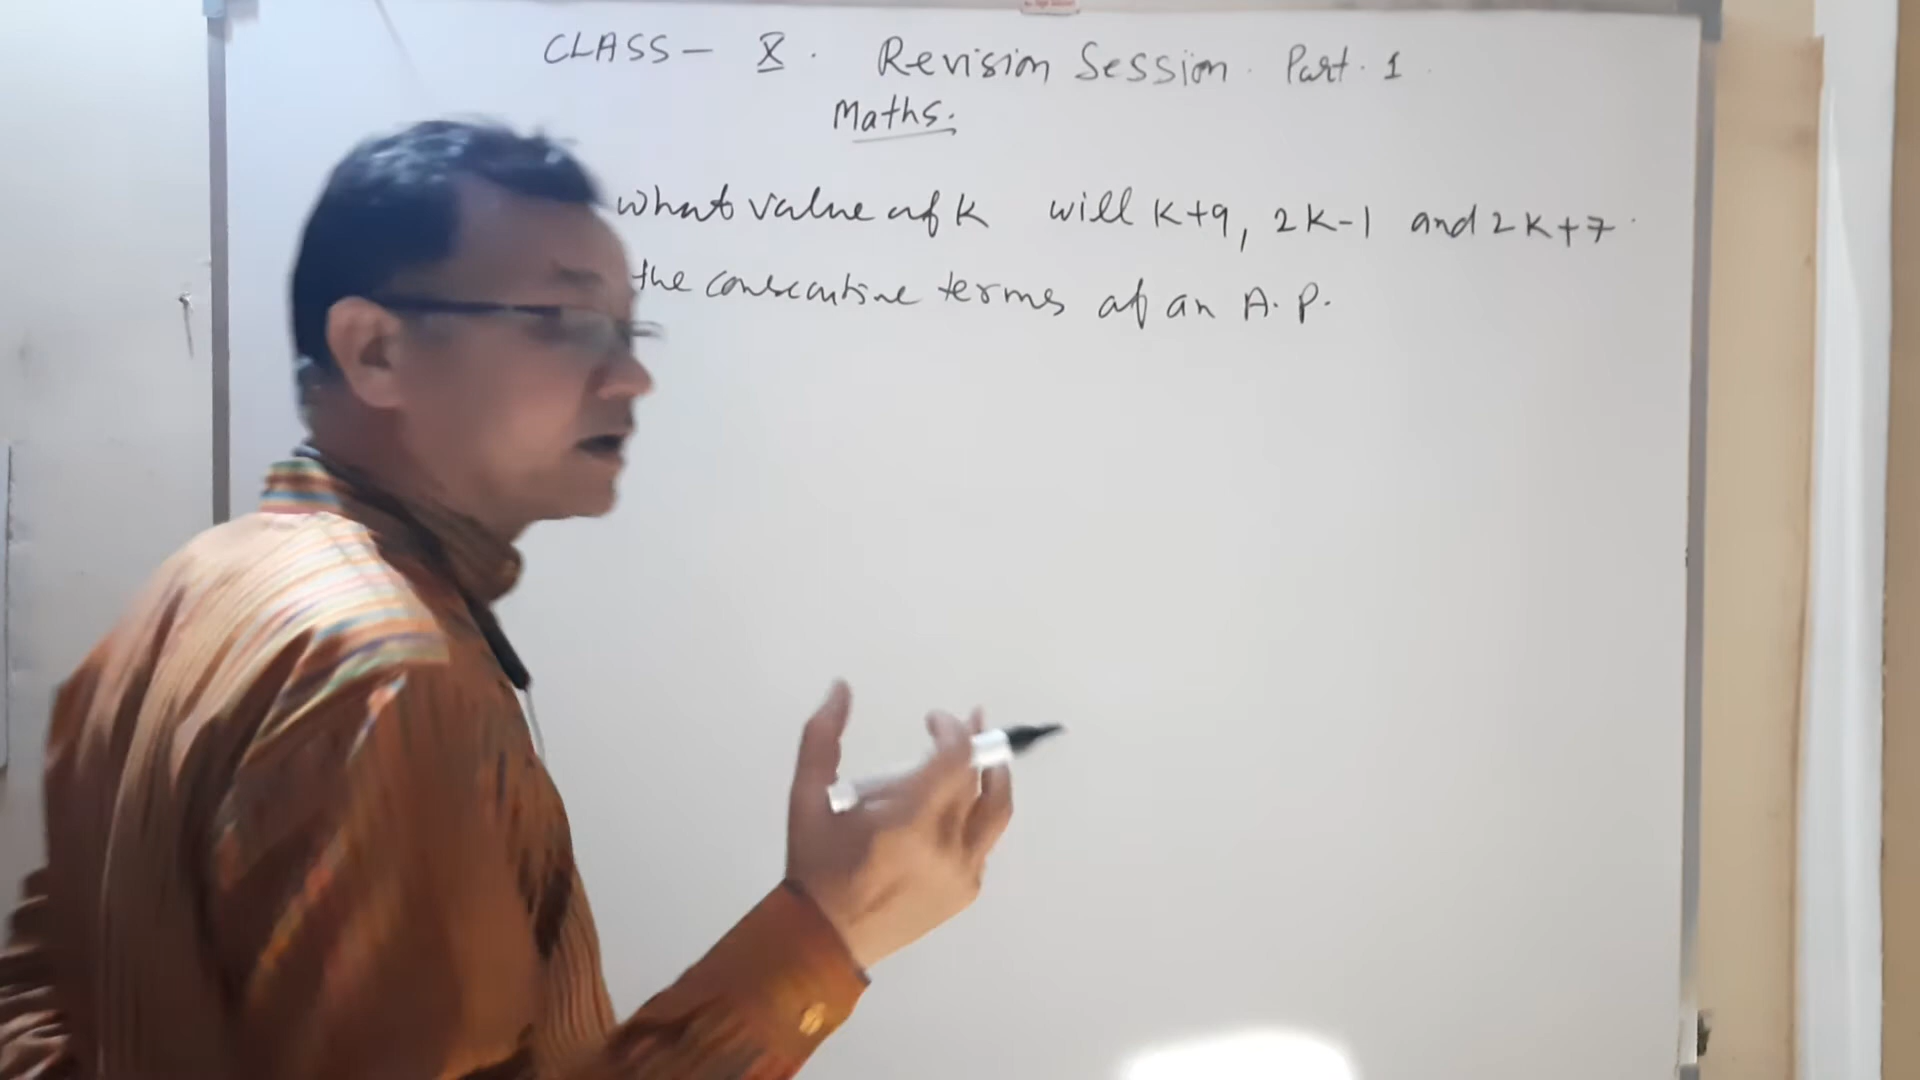 CLASS - X. Revision Session. Part. 1.
Maths.
what value of K will K+9, 2K-1 and 2K+7.
the consecutive terms of an A.P.